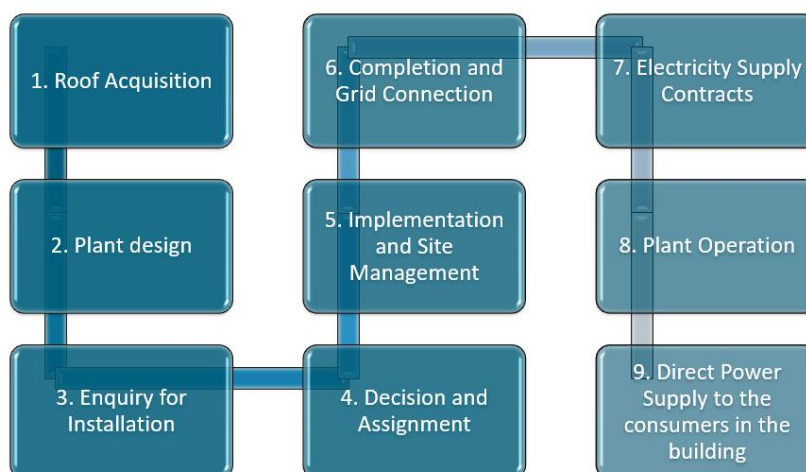 1. Roof Acquisition
2. Plant design
3. Enquiry for
Installation
4. Decision and
Assignment
5. Implementation
and Site
Management
6. Completion and
Grid Connection
7. Electricity Supply
Contracts
8. Plant Operation
9. Direct Power
Supply to the
consumers in the
building